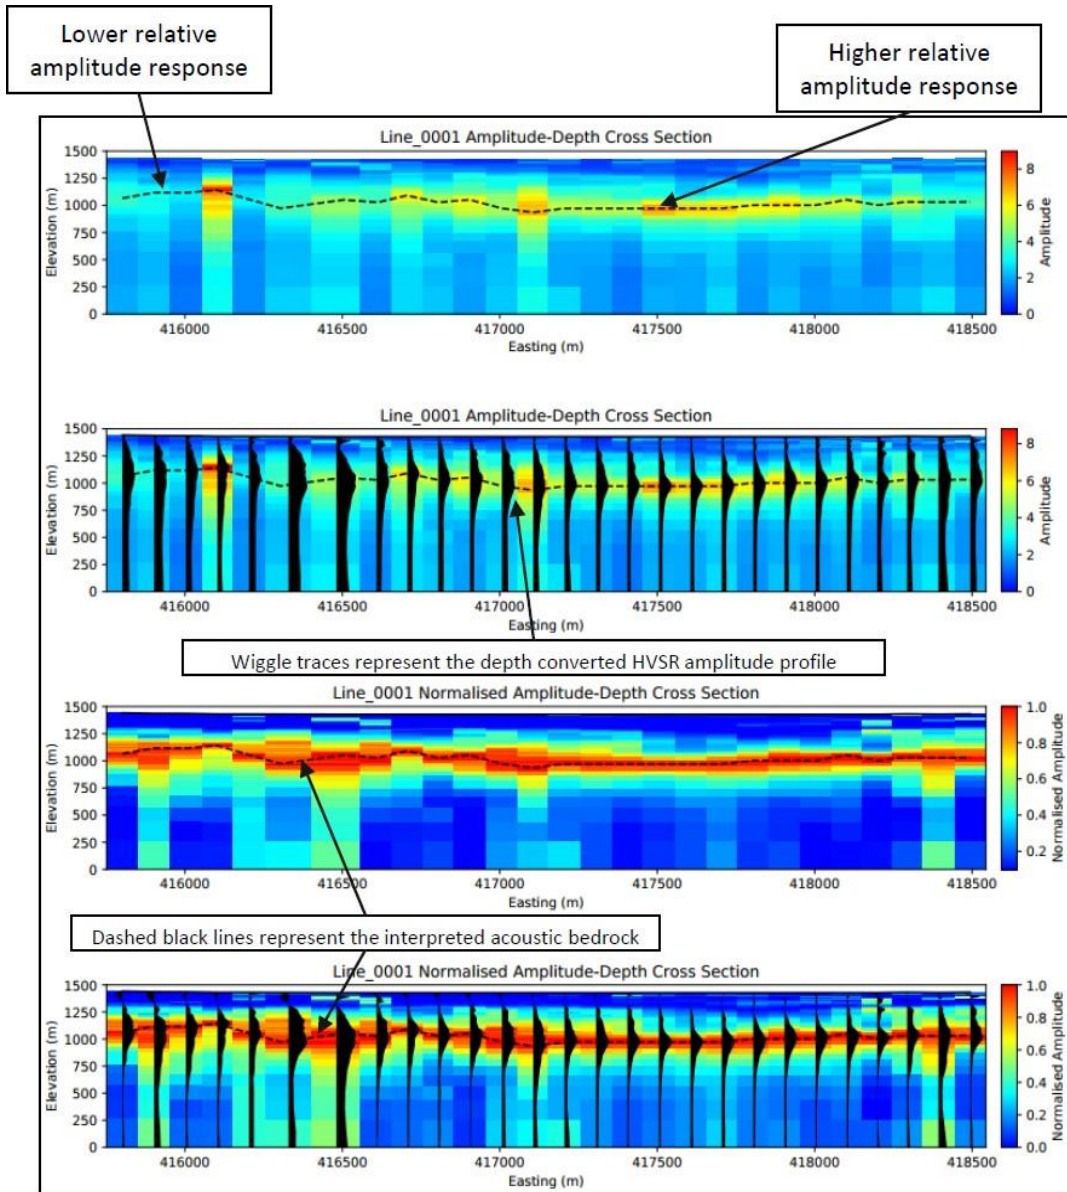 Lower relative
amplitude response
Higher relative
amplitude response
Line_0001 Amplitude-Depth Cross Section
1500
1250
1000
750
500
250
0
Elevation (m)
416000 416500 417000 417500 418000 418500
Easting (m)
8
6
4
2
0
Amplitude
Line_0001 Amplitude-Depth Cross Section
1500
1250
1000
750
500
250
0
Elevation (m)
416000 416500 417000 417500 418000 418500
Easting (m)
8
6
4
2
0
Amplitude
Wiggle traces represent the depth converted HVSR amplitude profile
Line_0001 Normalised Amplitude-Depth Cross Section
1500
1250
1000
750
500
250
0
Elevation (m)
416000 416500 417000 417500 418000 418500
Easting (m)
1.0
0.8
0.6
0.4
0.2
Normalised Amplitude
Dashed black lines represent the interpreted acoustic bedrock
Line_0001 Normalised Amplitude-Depth Cross Section
1500
1250
1000
750
500
250
0
Elevation (m)
416000 416500 417000 417500 418000 418500
1.0
0.8
0.6
0.4
0.2
0.0
Normalised Amplitude